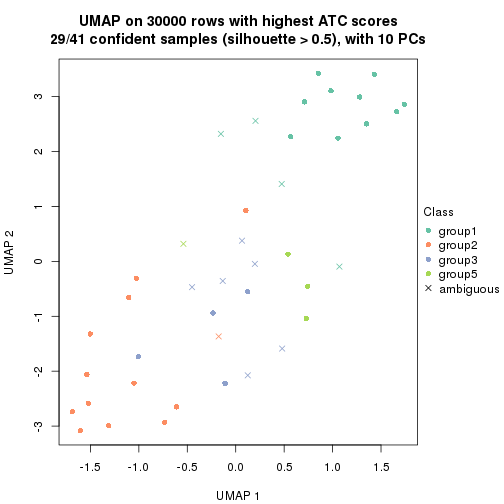 UMAP on 30000 rows with highest ATC scores
29/41 confident samples (silhouette > 0.5), with 10 PCs
3
2
1
0
-1
-2
-3
UMAP 2
-1.5 -1.0 -0.5 0.0 0.5 1.0 1.5
UMAP 1
Class
group1
group2
group3
group5
ambiguous